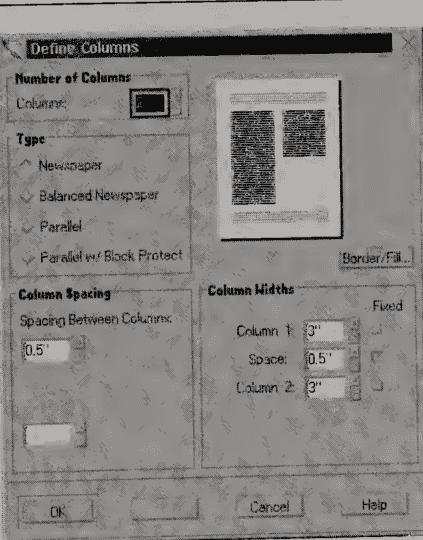 Define Columns
Number of Columns
Columns:
Type
Newspaper
Balanced Newspaper
Parallel
Parallel w/ Block Protect
Border/Fill...
Column Spacing
Spacing Between Columns:
0.5"
Column Widths
Fixed
Column 1: 3"
Space: 0.5"
Column 2: 3"
OK
Cancel
Help